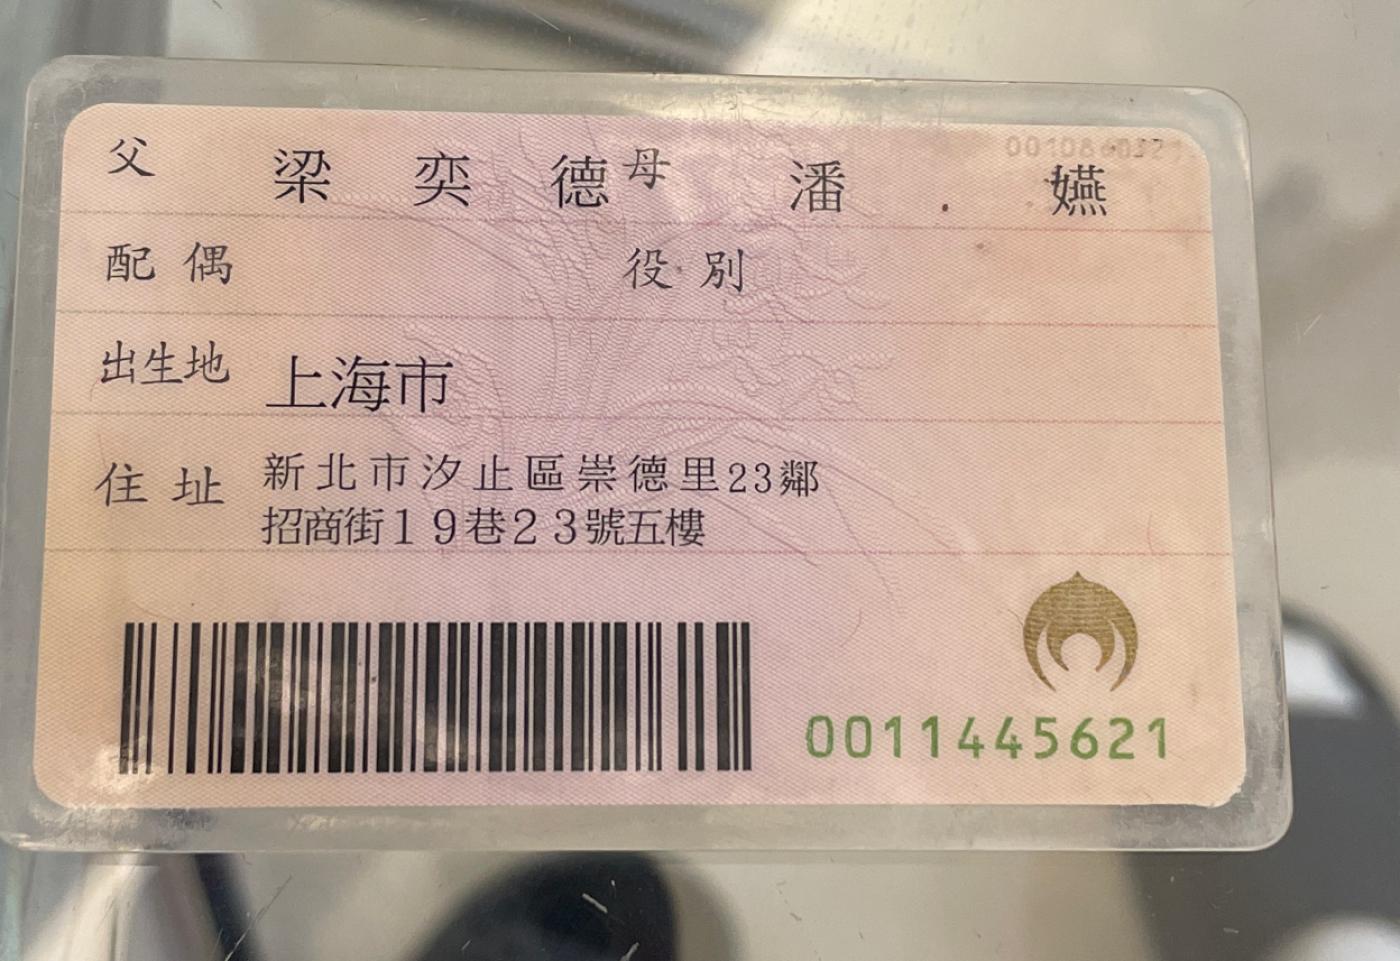 父 梁奕德 母 潘嬿
配偶 役別
出生地 上海市
住址 新北市汐止區崇德里23鄰
招商街19巷23號五樓
0011445621